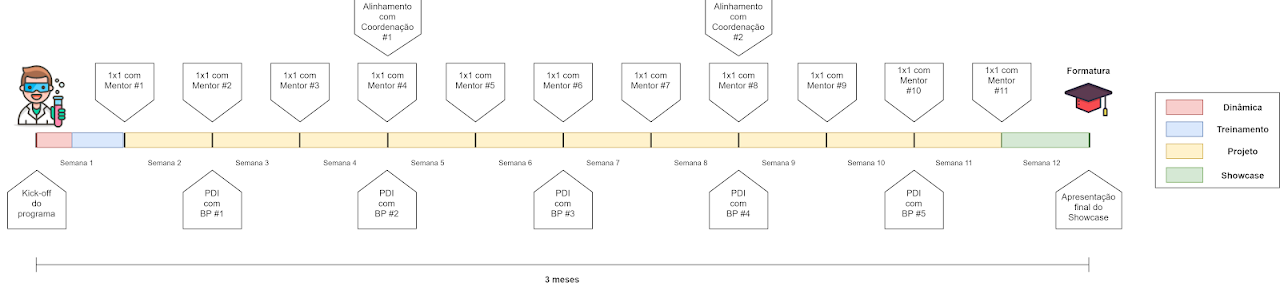 Alinhamento
com
Coordenação
#1
Alinhamento
com
Coordenação
#2
1x1 com
Mentor #1
1x1 com
Mentor #2
1x1 com
Mentor #3
1x1 com
Mentor #4
1x1 com
Mentor #5
1x1 com
Mentor #6
1x1 com
Mentor #7
1x1 com
Mentor #8
1x1 com
Mentor #9
1x1 com
Mentor
#10
1x1 com
Mentor
#11
Formatura
Dinâmica
Treinamento
Projeto
Showcase
Semana 1
Semana 2
Semana 3
Semana 4
Semana 5
Semana 6
Semana 7
Semana 8
Semana 9
Semana 10
Semana 11
Semana 12
Kick-off
do
programa
PDI
com
BP #1
PDI
com
BP #2
PDI
com
BP #3
PDI
com
BP #4
PDI
com
BP #5
Apresentação
final do
Showcase
3 meses